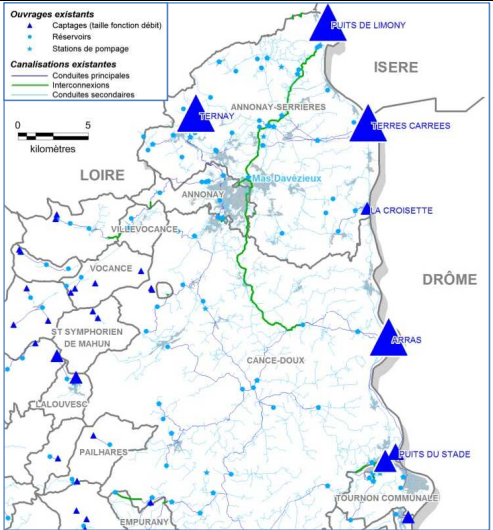 Ouvrages existants
Captages (taille fonction débit)
Réservoirs
Stations de pompage
Canalisations existantes
Conduites principales
Interconnexions
Conduites secondaires
0 5
kilomètres
PUITS DE LIMONY
ISERE
ANNONAY-SERRIERES
TERNAY
TERRES CARREES
LOIRE
Mas Davézieux
ANNONAY
LA CROISETTE
VILLEVOCANCE
VOCANCE
DRÔME
ST SYMPHORIEN
DE MAHUN
ARRAS
CANCE-DOUX
LALOUVESC
PAILHARES
PUITS DU STADE
TOURNON COMMUNALE
EMPURANY